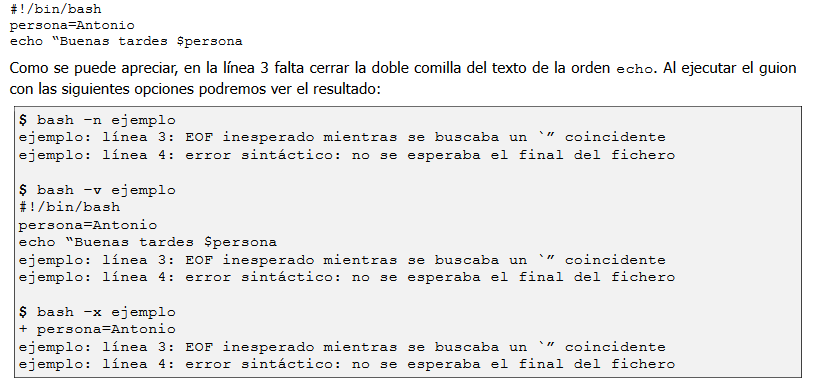 #!/bin/bash
persona=Antonio
echo “Buenas tardes $persona
Como se puede apreciar, en la línea 3 falta cerrar la doble comilla del texto de la orden echo. Al ejecutar el guion
con las siguientes opciones podremos ver el resultado:
$ bash –n ejemplo
ejemplo: línea 3: EOF inesperado mientras se buscaba un `” coincidente
ejemplo: línea 4: error sintáctico: no se esperaba el final del fichero
$ bash –v ejemplo
#!/bin/bash
persona=Antonio
echo “Buenas tardes $persona
ejemplo: línea 3: EOF inesperado mientras se buscaba un `” coincidente
ejemplo: línea 4: error sintáctico: no se esperaba el final del fichero
$ bash –x ejemplo
+ persona=Antonio
ejemplo: línea 3: EOF inesperado mientras se buscaba un `” coincidente
ejemplo: línea 4: error sintáctico: no se esperaba el final del fichero